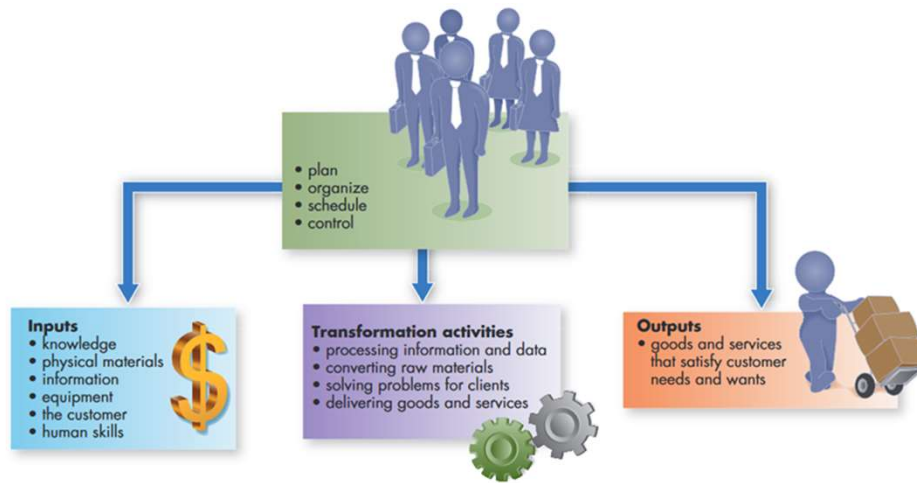 • plan
• organize
• schedule
• control
Inputs
• knowledge
• physical materials
• information
• equipment
• the customer
• human skills
Transformation activities
• processing information and data
• converting raw materials
• solving problems for clients
• delivering goods and services
Outputs
• goods and services
that satisfy customer
needs and wants